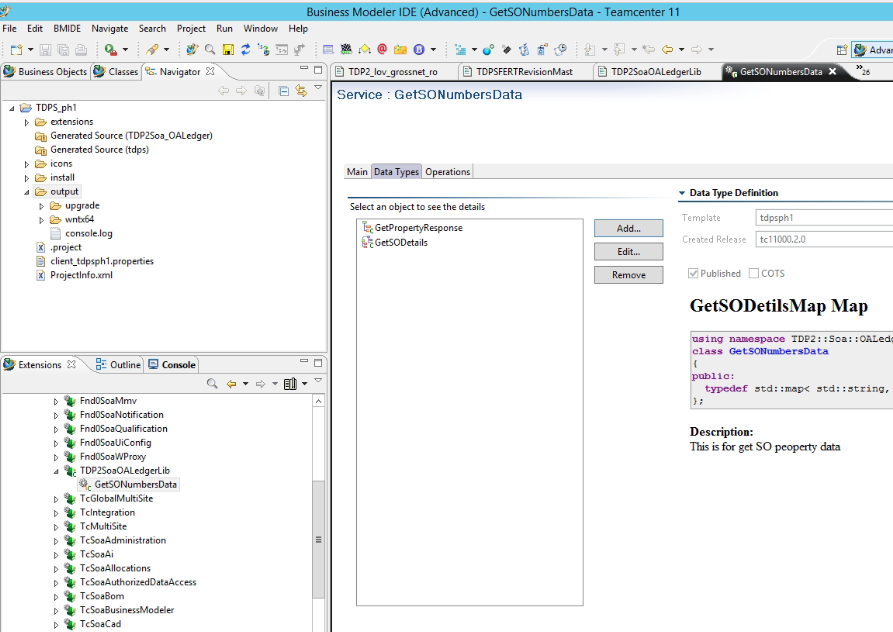 Business Modeler IDE (Advanced) - GetSONumbersData - Teamcenter 11
File Edit BMIDE Navigate Search Project Run Window Help
Advan
Business Objects Classes Navigator
TDP2_lov_grossnet_ro TDPSFERTRevisionMast TDP2SoaOALedgerLib GetSONumbersData 26
TDPS_ph1
extensions
Generated Source (TDP2Soa_OALedger)
Generated Source (tdps)
icons
install
output
upgrade
wntx64
console.log
.project
client_tdpsph1.properties
ProjectInfo.xml
Extensions Outline Console
Fnd0SoaMmv
Fnd0SoaNotification
Fnd0SoaQualification
Fnd0SoaUiConfig
Fnd0SoaWProxy
TDP2SoaOALedgerLib
GetSONumbersData
TcGlobalMultiSite
TcIntegration
TcMultiSite
TcSoaAdministration
TcSoaAi
TcSoaAllocations
TcSoaAuthorizedDataAccess
TcSoaBom
TcSoaBusinessModeler
TcSoaCad
Service : GetSONumbersData
Main Data Types Operations
Select an object to see the details
GetPropertyResponse
GetSODetails
Add...
Edit...
Remove
Data Type Definition
Template tdpsph1
Created Release tc11000.2.0
Published COTS
GetSODetilsMap Map
using namespace TDP2::Soa::OALedg
class GetSONumbersData
{
public:
typedef std::map< std::string,
};
Description:
This is for get SO peoperty data